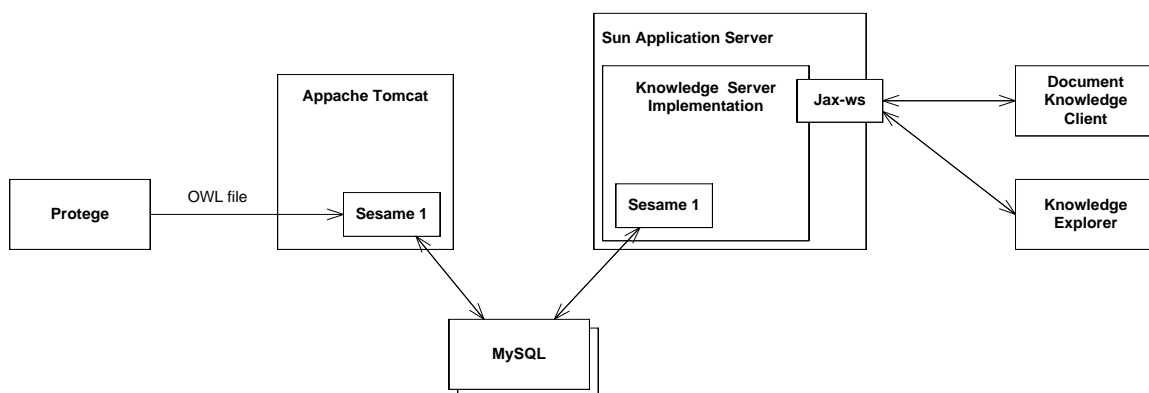 Sun Application Server
Appache Tomcat
Knowledge Server
Implementation
Jax-ws
Document
Knowledge
Client
OWL file
Protege
Sesame 1
Sesame 1
Knowledge
Explorer
MySQL